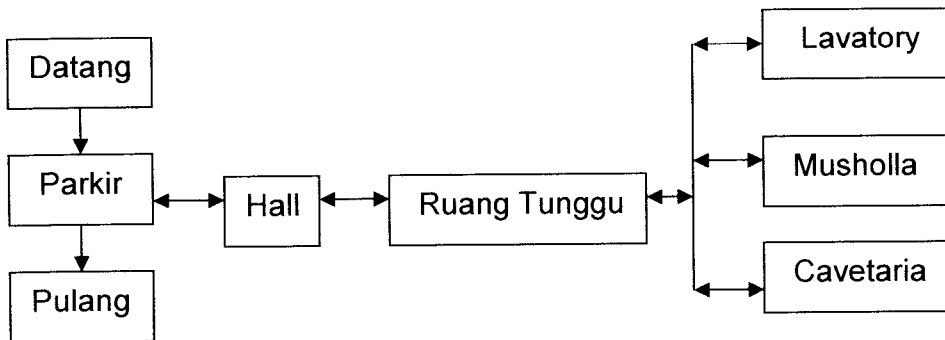 Datang
Parkir
Pulang
Hall
Ruang Tunggu
Lavatory
Musholla
Cavetaria